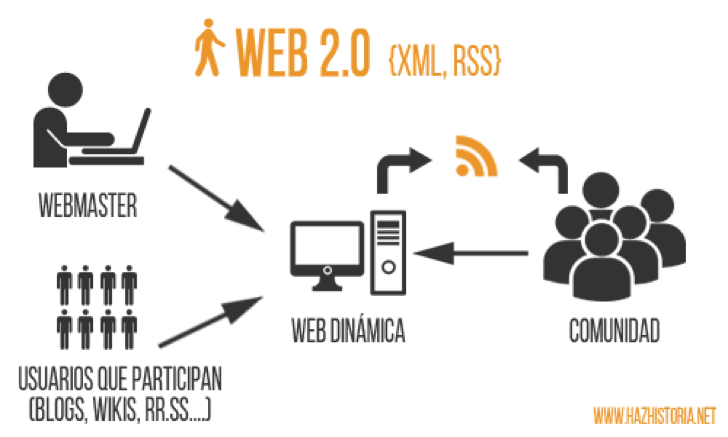 WEB 2.0 {XML, RSS}
WEBMASTER
WEB DINÁMICA
COMUNIDAD
USUARIOS QUE PARTICIPAN
(BLOGS, WIKIS, RR.SS....)
WWW.HAZHISTORIA.NET